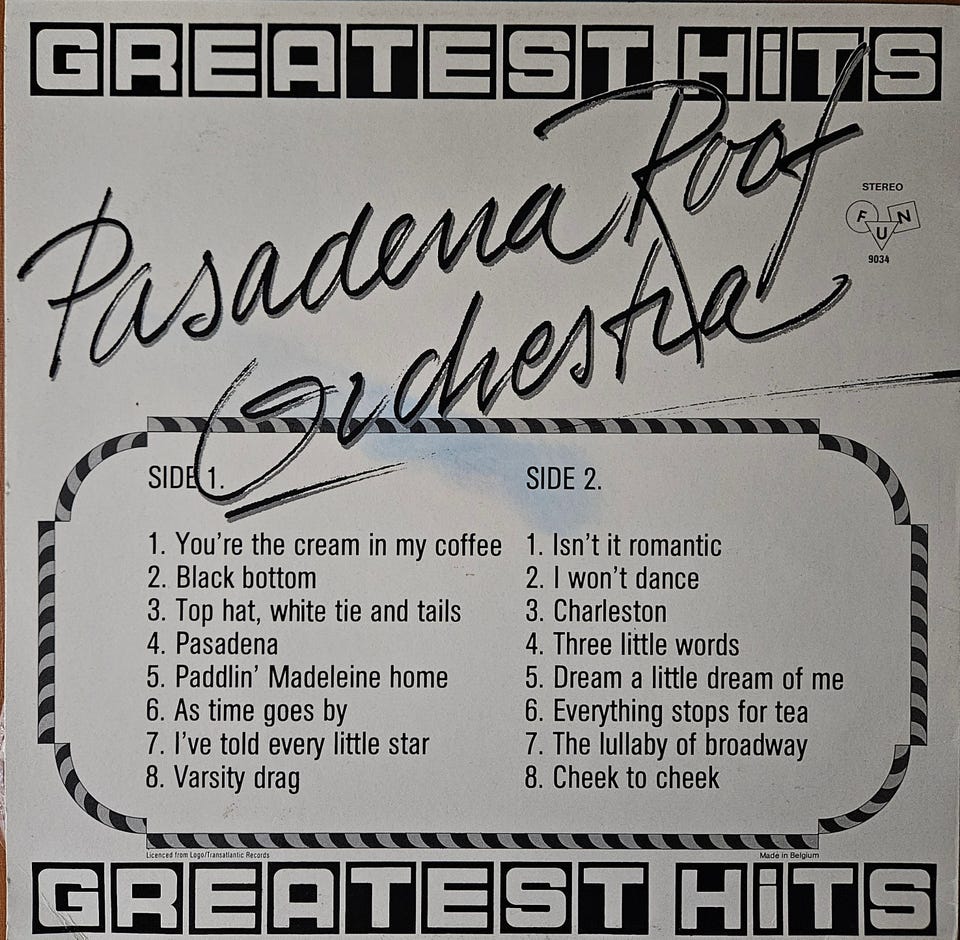 GREATEST HiTS
Pasadena Roof
Orchestra
STEREO
FUN
9034
SIDE 1.
1. You're the cream in my coffee
2. Black bottom
3. Top hat, white tie and tails
4. Pasadena
5. Paddlin' Madeleine home
6. As time goes by
7. I've told every little star
8. Varsity drag
SIDE 2.
1. Isn't it romantic
2. I won't dance
3. Charleston
4. Three little words
5. Dream a little dream of me
6. Everything stops for tea
7. The lullaby of broadway
8. Cheek to cheek
Licenced from Logo/Transatlantic Records
Made in Belgium
GREATEST HiTS